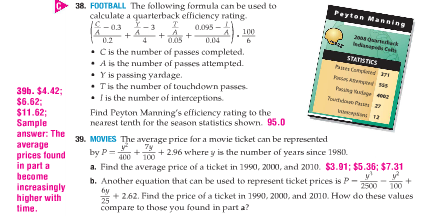 38. FOOTBALL The following formula can be used to
calculate a quarterback efficiency rating.
(C/A − 0.3 / 0.2 + Y/A − 3 / 4 + T/A / 0.05 + 0.095 − I/A / 0.04) · 100/6
• C is the number of passes completed.
• A is the number of passes attempted.
• Y is passing yardage.
• T is the number of touchdown passes.
• I is the number of interceptions.
Find Peyton Manning's efficiency rating to the
nearest tenth for the season statistics shown. 95.0
Peyton Manning
2008 Quarterback
Indianapolis Colts
STATISTICS
Passes Completed 371
Passes Attempted 555
Passing Yardage 4002
Touchdown Passes 27
Interceptions 12
39b. $4.42;
$6.62;
$11.62;
Sample
answer: The
average
prices found
in part a
become
increasingly
higher with
time.
39. MOVIES The average price for a movie ticket can be represented
by P = y²/400 + 7y/100 + 2.96 where y is the number of years since 1980.
a. Find the average price of a ticket in 1990, 2000, and 2010. $3.91; $5.36; $7.31
b. Another equation that can be used to represent ticket prices is P = y³/2500 − y²/100 +
6y/25 + 2.62. Find the price of a ticket in 1990, 2000, and 2010. How do these values
compare to those you found in part a?